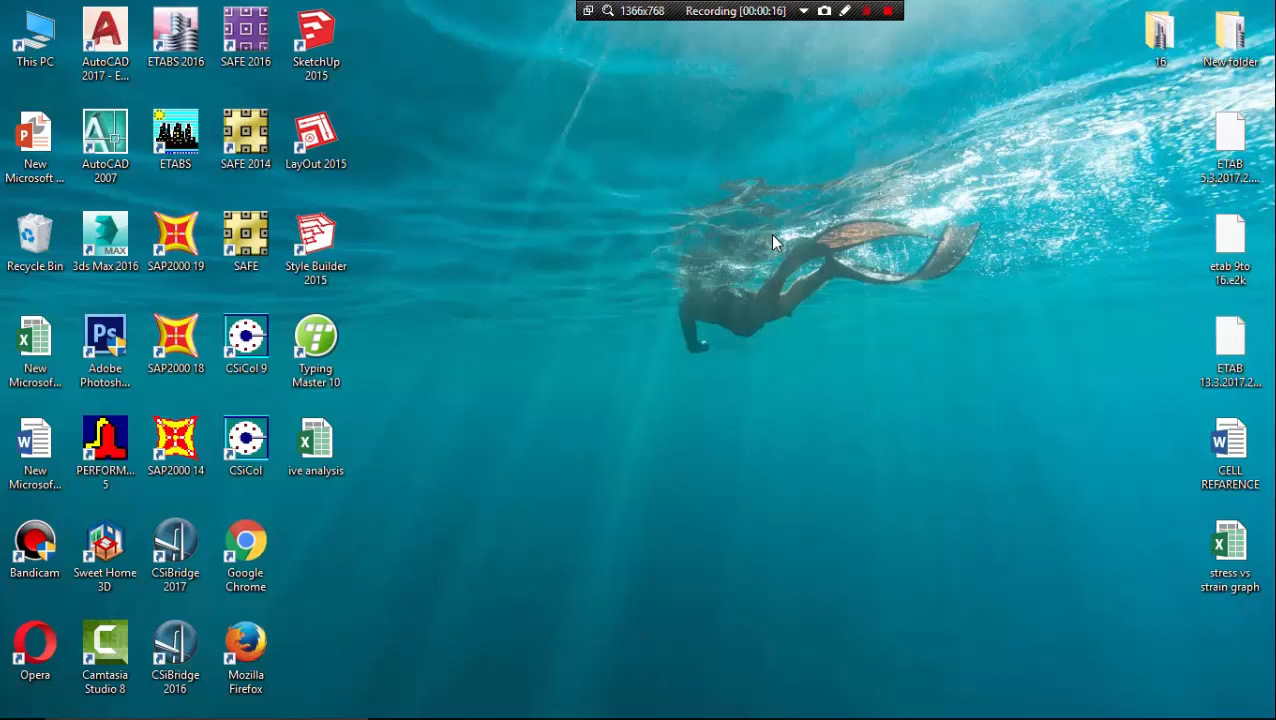 1366x768 Recording [00:00:16]
This PC
AutoCAD 2017 - E...
ETABS 2016
SAFE 2016
SketchUp 2015
16
New folder
New Microsoft ...
AutoCAD 2007
ETABS
SAFE 2014
LayOut 2015
ETAB 5.3.2017.2....
Recycle Bin
3ds Max 2016
SAP2000 19
SAFE
Style Builder 2015
etab 9to 16.e2k
New Microsof...
Adobe Photosh...
SAP2000 18
CSiCol 9
Typing Master 10
ETAB 13.3.2017.2...
New Microsof...
PERFORM... 5
SAP2000 14
CSiCol
ive analysis
CELL REFARENCE
Bandicam
Sweet Home 3D
CSiBridge 2017
Google Chrome
stress vs strain graph
Opera
Camtasia Studio 8
CSiBridge 2016
Mozilla Firefox